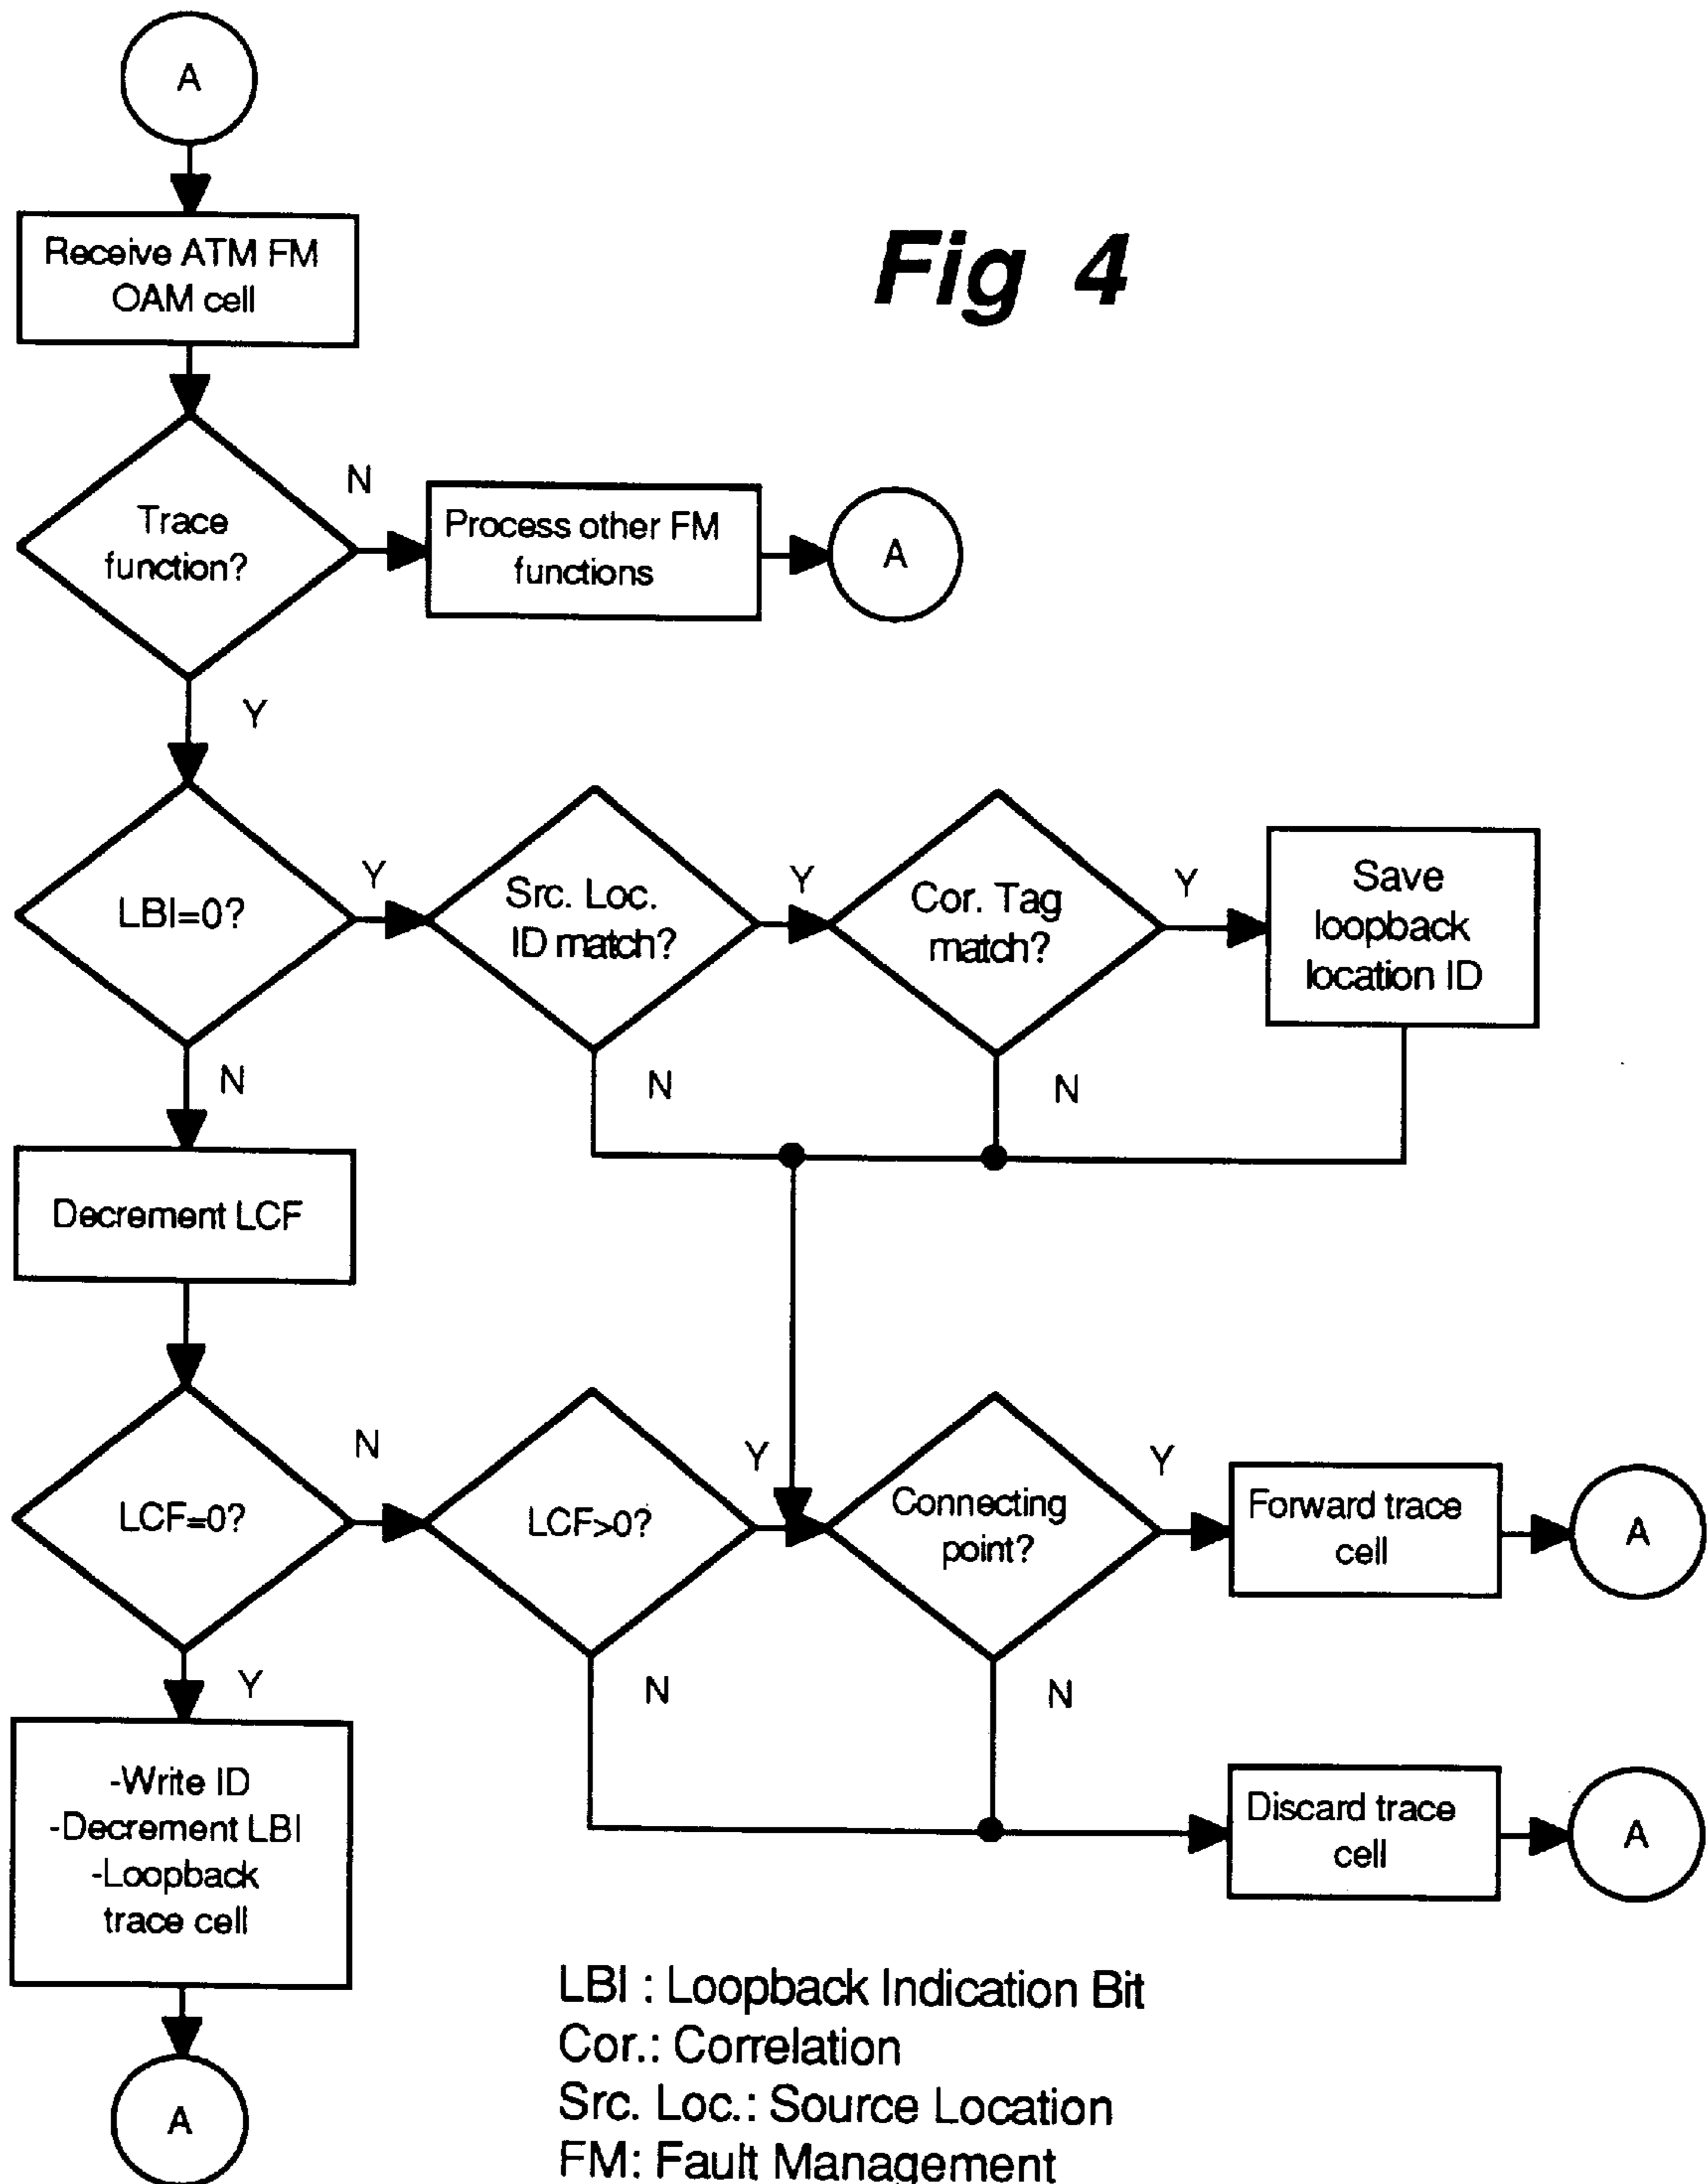 A
Fig 4
Receive ATM FM
OAM cell
Trace
function?
N
Process other FM
functions
A
Y
LBI=0?
Y
Src. Loc.
ID match?
Y
Cor. Tag
match?
Y
Save
loopback
location ID
N
N
N
Decrement LCF
LCF=0?
N
LCF>0?
Y
Connecting
point?
Y
Forward trace
cell
A
Y
N
N
-Write ID
-Decrement LBI
-Loopback
trace cell
Discard trace
cell
A
A
LBI : Loopback Indication Bit
Cor.: Correlation
Src. Loc.: Source Location
FM: Fault Management